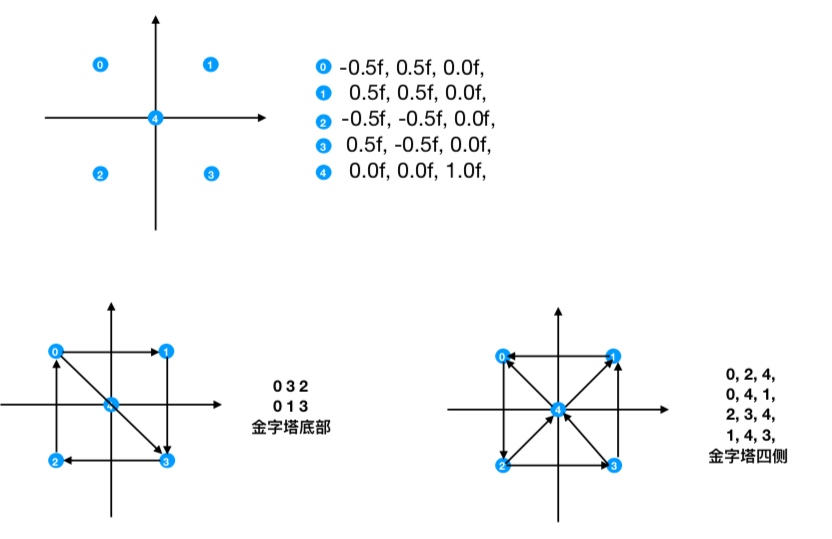 0 1
4
2 3
0 -0.5f, 0.5f, 0.0f,
1 0.5f, 0.5f, 0.0f,
2 -0.5f, -0.5f, 0.0f,
3 0.5f, -0.5f, 0.0f,
4 0.0f, 0.0f, 1.0f,
0 1
4
2 3
0 3 2
0 1 3
金字塔底部
0 1
4
2 3
0, 2, 4,
0, 4, 1,
2, 3, 4,
1, 4, 3,
金字塔四侧